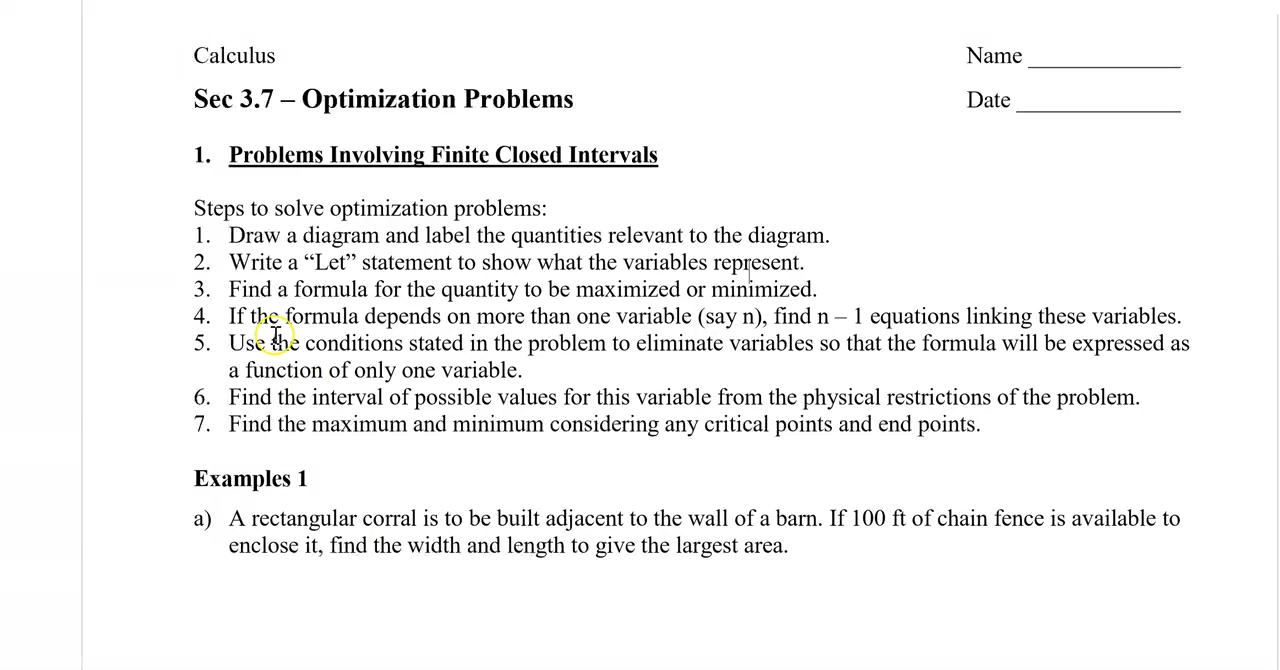 Calculus Name _____________
Sec 3.7 – Optimization Problems Date ______________
1. Problems Involving Finite Closed Intervals
Steps to solve optimization problems:
1. Draw a diagram and label the quantities relevant to the diagram.
2. Write a “Let” statement to show what the variables represent.
3. Find a formula for the quantity to be maximized or minimized.
4. If the formula depends on more than one variable (say n), find n – 1 equations linking these variables.
5. Use the conditions stated in the problem to eliminate variables so that the formula will be expressed as
a function of only one variable.
6. Find the interval of possible values for this variable from the physical restrictions of the problem.
7. Find the maximum and minimum considering any critical points and end points.
Examples 1
a) A rectangular corral is to be built adjacent to the wall of a barn. If 100 ft of chain fence is available to
enclose it, find the width and length to give the largest area.